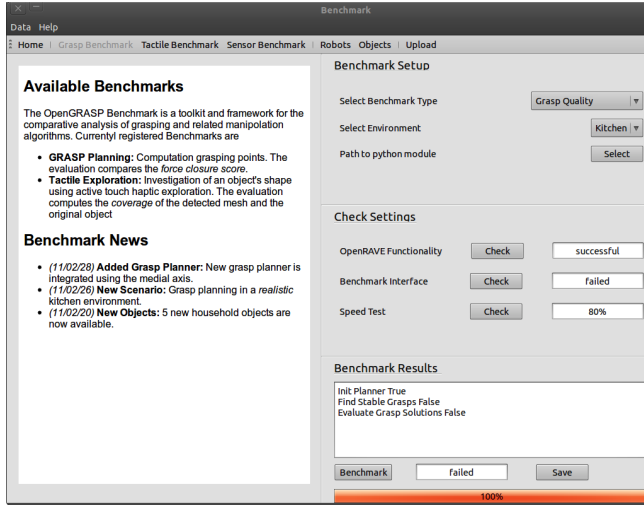 Benchmark
Data Help
Home Grasp Benchmark Tactile Benchmark Sensor Benchmark Robots Objects Upload
Available Benchmarks
The OpenGRASP Benchmark is a toolkit and framework for the
comparative analysis of grasping and related manipolation
algorithms. Currentyl registered Benchmarks are
GRASP Planning: Computation grasping points. The
evaluation compares the force closure score.
Tactile Exploration: Investigation of an object's shape
using active touch haptic exploration. The evaluation
computes the coverage of the detected mesh and the
original object
Benchmark News
(11/02/28) Added Grasp Planner: New grasp planner is
integrated using the medial axis.
(11/02/26) New Scenario: Grasp planning in a realistic
kitchen environment.
(11/02/20) New Objects: 5 new household objects are
now available.
Benchmark Setup
Select Benchmark Type Grasp Quality
Select Environment Kitchen
Path to python module Select
Check Settings
OpenRAVE Functionality Check successful
Benchmark Interface Check failed
Speed Test Check 80%
Benchmark Results
Init Planner True
Find Stable Grasps False
Evaluate Grasp Solutions False
Benchmark failed Save
100%